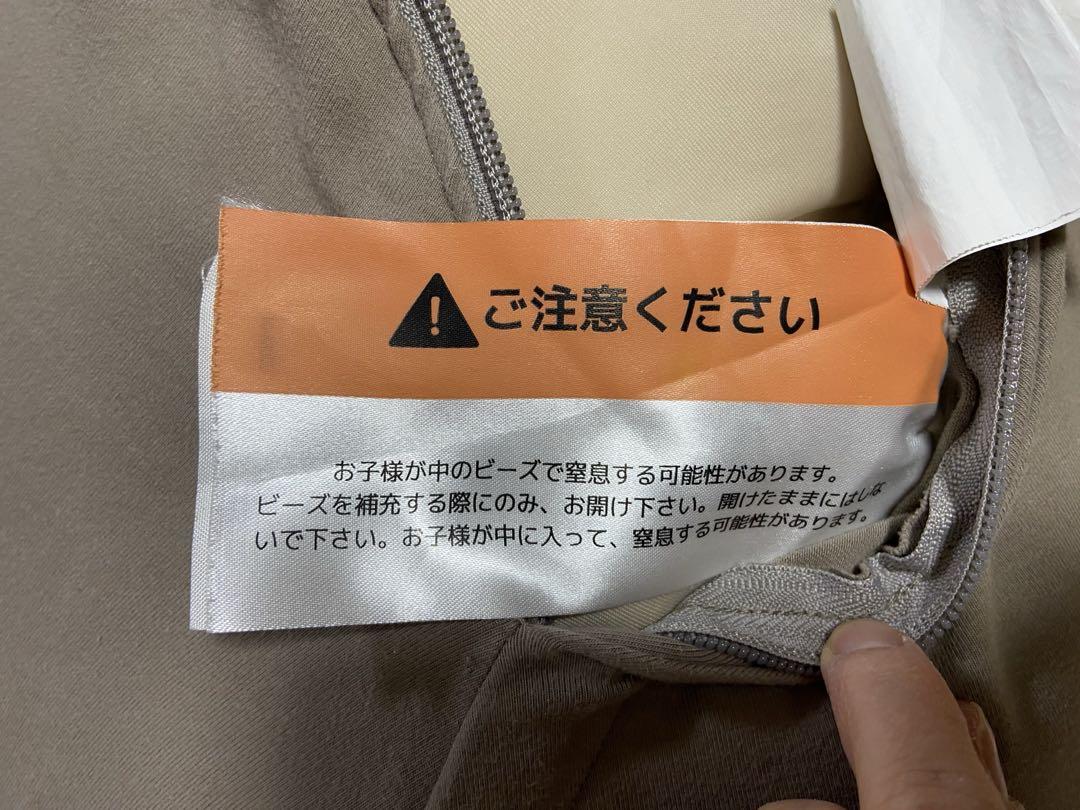 ご注意ください
お子様が中のビーズで窒息する可能性があります。
ビーズを補充する際にのみ、お開け下さい。開けたままにはしな
いで下さい。お子様が中に入って、窒息する可能性があります。